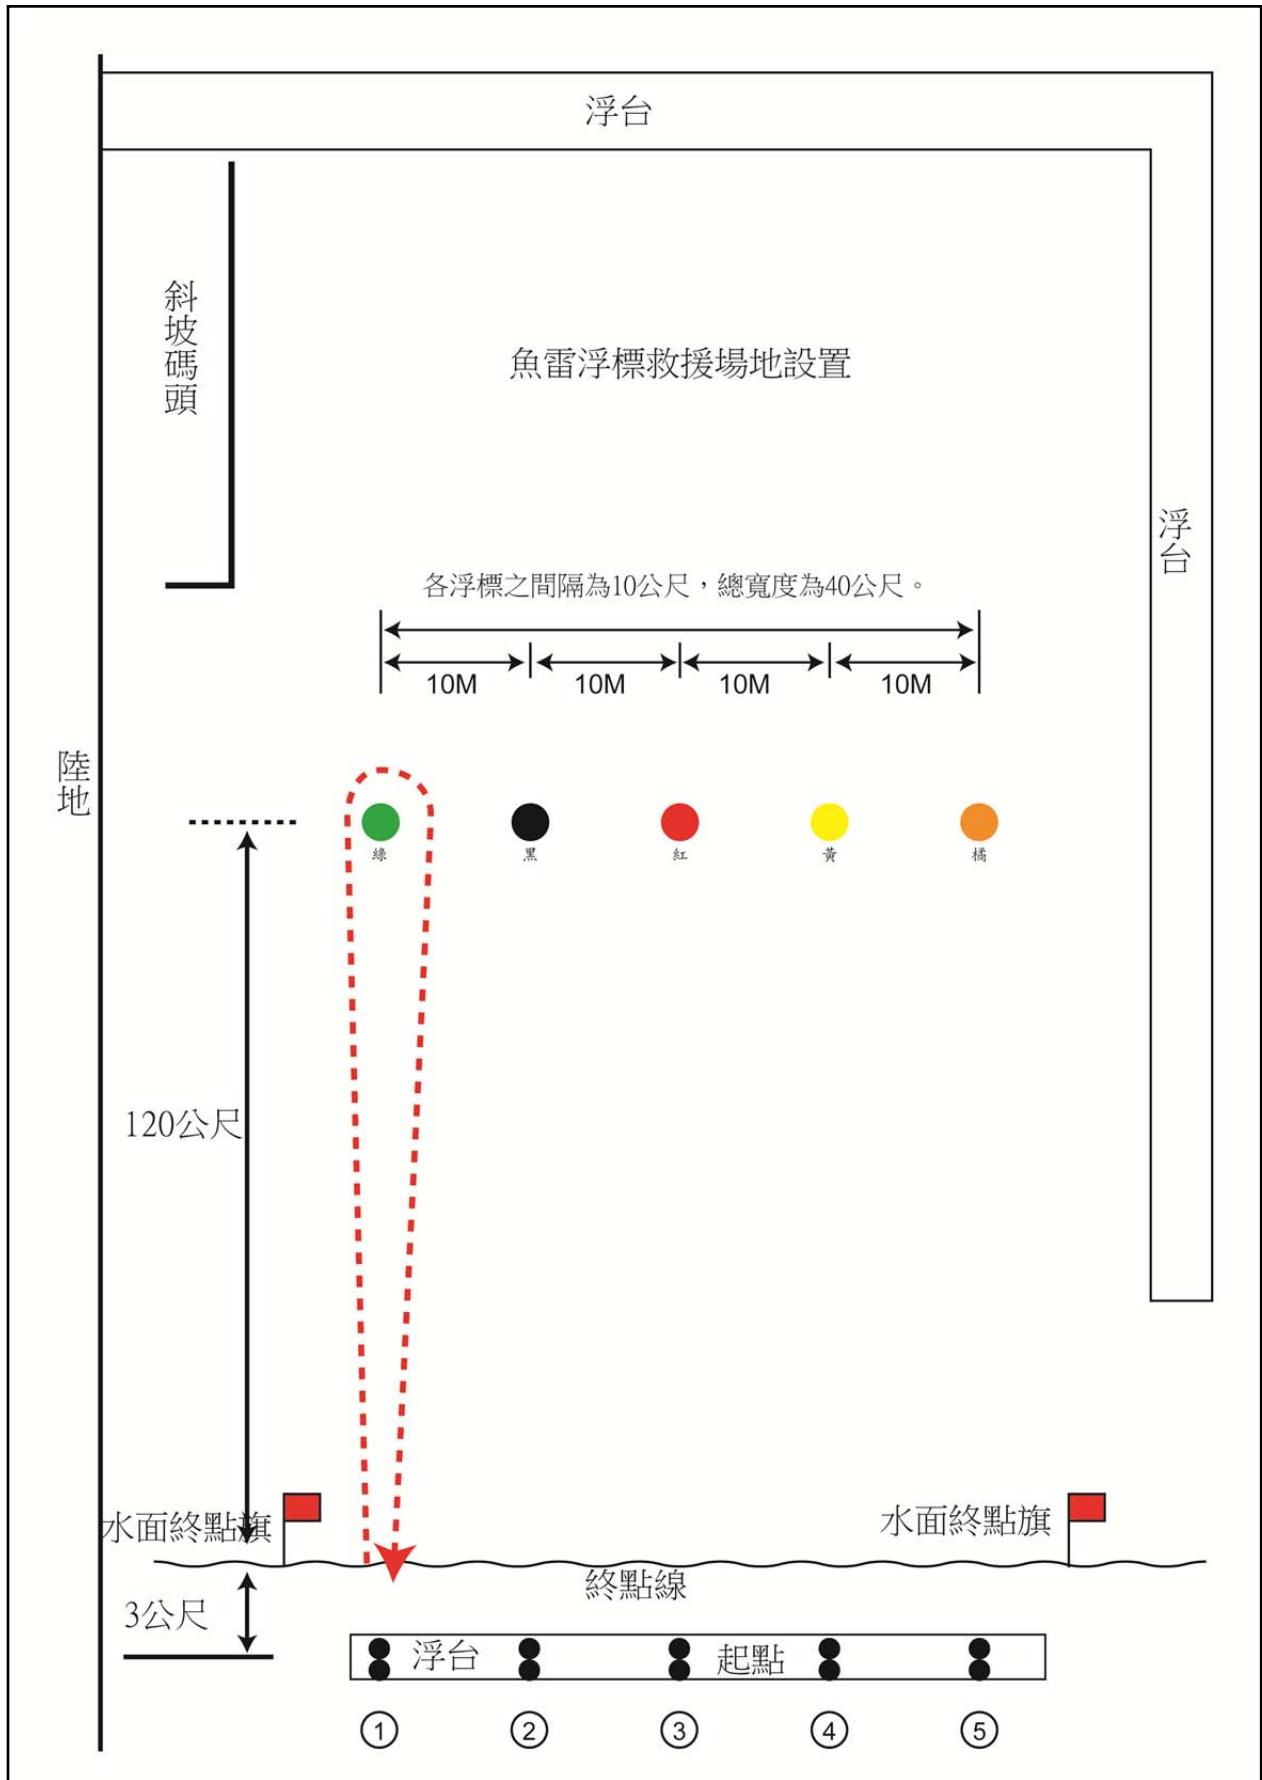 浮台
斜坡碼頭
魚雷浮標救援場地設置
浮台
各浮標之間隔為10公尺，總寬度為40公尺。
10M 10M 10M 10M
陸地
綠 黑 紅 黃 橘
120公尺
水面終點旗 水面終點旗
終點線
3公尺
浮台 起點
① ② ③ ④ ⑤